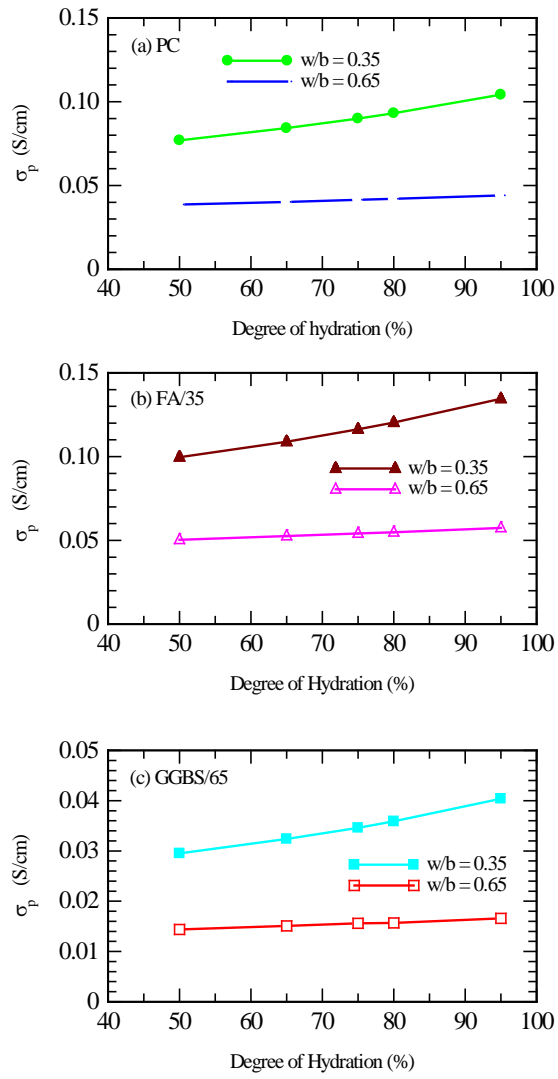 0.15
(a) PC
w/b = 0.35
w/b = 0.65
0.10
0.05
0
σp (S/cm)
40 50 60 70 80 90 100
Degree of hydration (%)
0.15
(b) FA/35
0.10
w/b = 0.35
w/b = 0.65
0.05
0
σp (S/cm)
40 50 60 70 80 90 100
Degree of Hydration (%)
0.05
(c) GGBS/65
0.04
0.03
w/b = 0.35
w/b = 0.65
0.02
0.01
0
σp (S/cm)
40 50 60 70 80 90 100
Degree of Hydration (%)